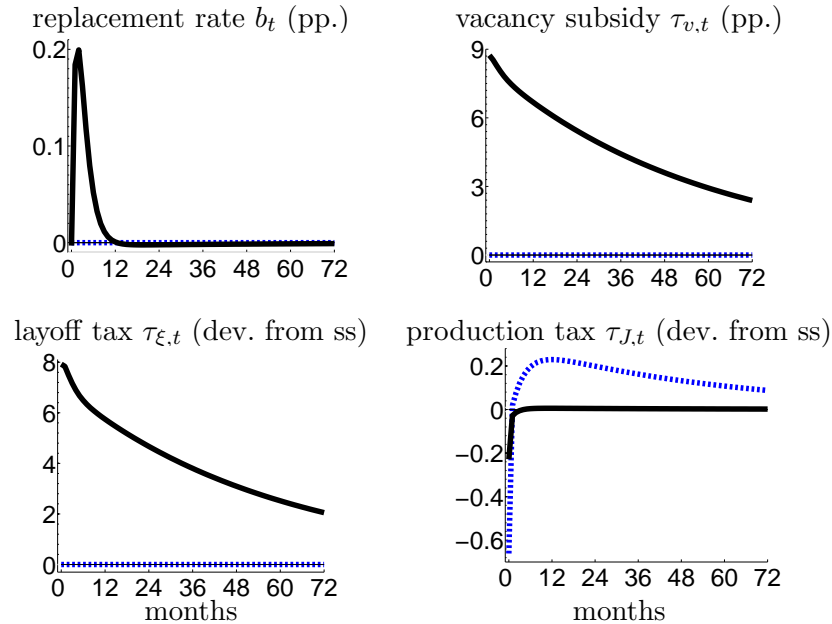 replacement rate b_t (pp.)
0.2
0.1
0
0 12 24 36 48 60 72
vacancy subsidy τ_{v,t} (pp.)
9
6
3
0
0 12 24 36 48 60 72
layoff tax τ_{ξ,t} (dev. from ss)
8
6
4
2
0
0 12 24 36 48 60 72
months
production tax τ_{J,t} (dev. from ss)
0.2
0
−0.2
−0.4
−0.6
0 12 24 36 48 60 72
months